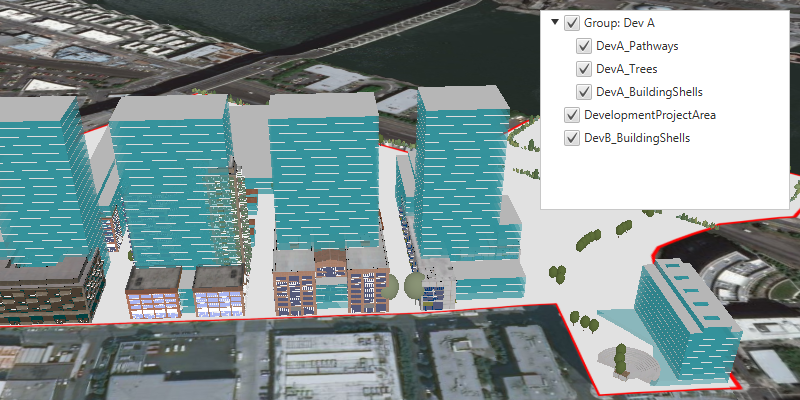 Group: Dev A
DevA_Pathways
DevA_Trees
DevA_BuildingShells
DevelopmentProjectArea
DevB_BuildingShells